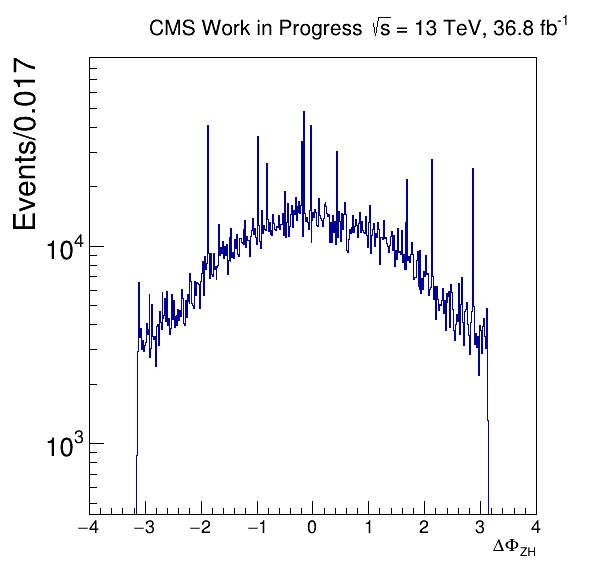 CMS Work in Progress √s = 13 TeV, 36.8 fb⁻¹
Events/0.017
10⁴
10³
−4 −3 −2 −1 0 1 2 3 4
ΔΦ_ZH